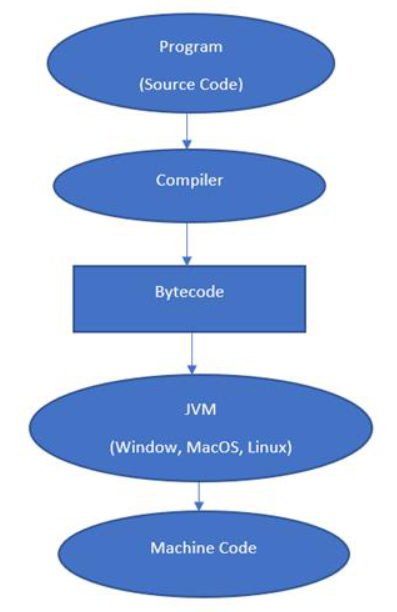 Program
(Source Code)
Compiler
Bytecode
JVM
(Window, MacOS, Linux)
Machine Code